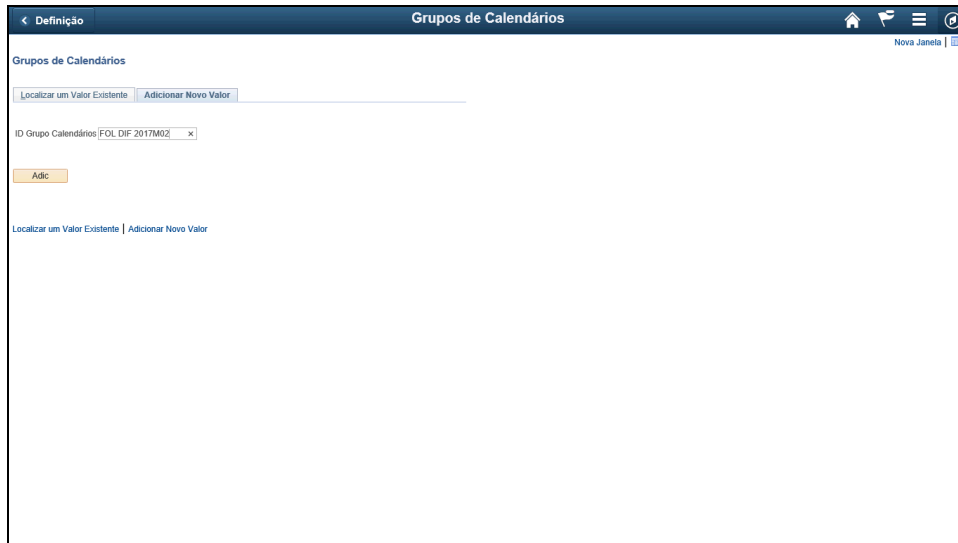 Definição
Grupos de Calendários
Nova Janela |
Grupos de Calendários
Localizar um Valor Existente
Adicionar Novo Valor
ID Grupo Calendários FOL DIF 2017M02 ×
Adic
Localizar um Valor Existente | Adicionar Novo Valor